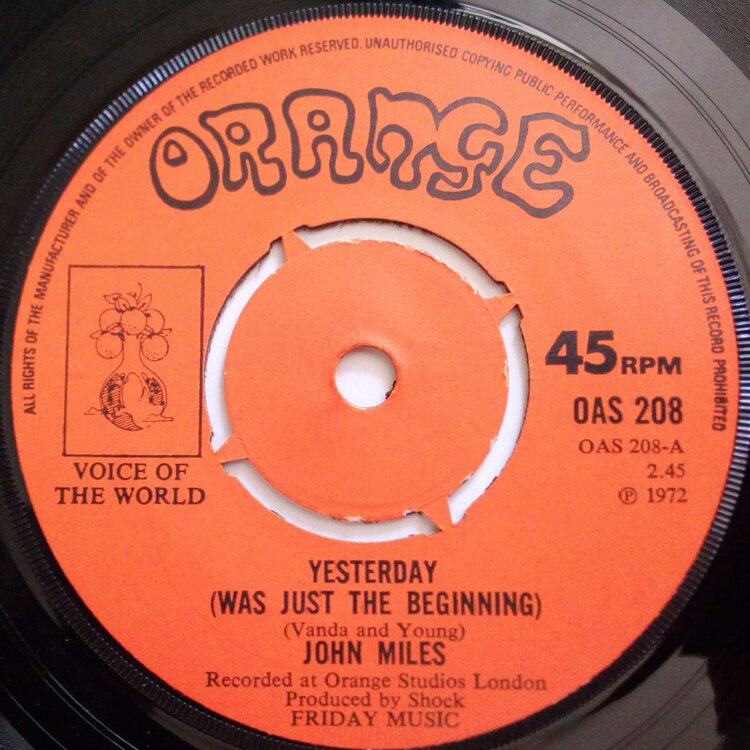 ALL RIGHTS OF THE MANUFACTURER AND OF THE OWNER OF THE RECORDED WORK RESERVED. UNAUTHORISED COPYING PUBLIC PERFORMANCE AND BROADCASTING OF THIS RECORD PROHIBITED
ORANGE
45 RPM
OAS 208
OAS 208-A
2.45
℗ 1972
VOICE OF
THE WORLD
YESTERDAY
(WAS JUST THE BEGINNING)
(Vanda and Young)
JOHN MILES
Recorded at Orange Studios London
Produced by Shock
FRIDAY MUSIC